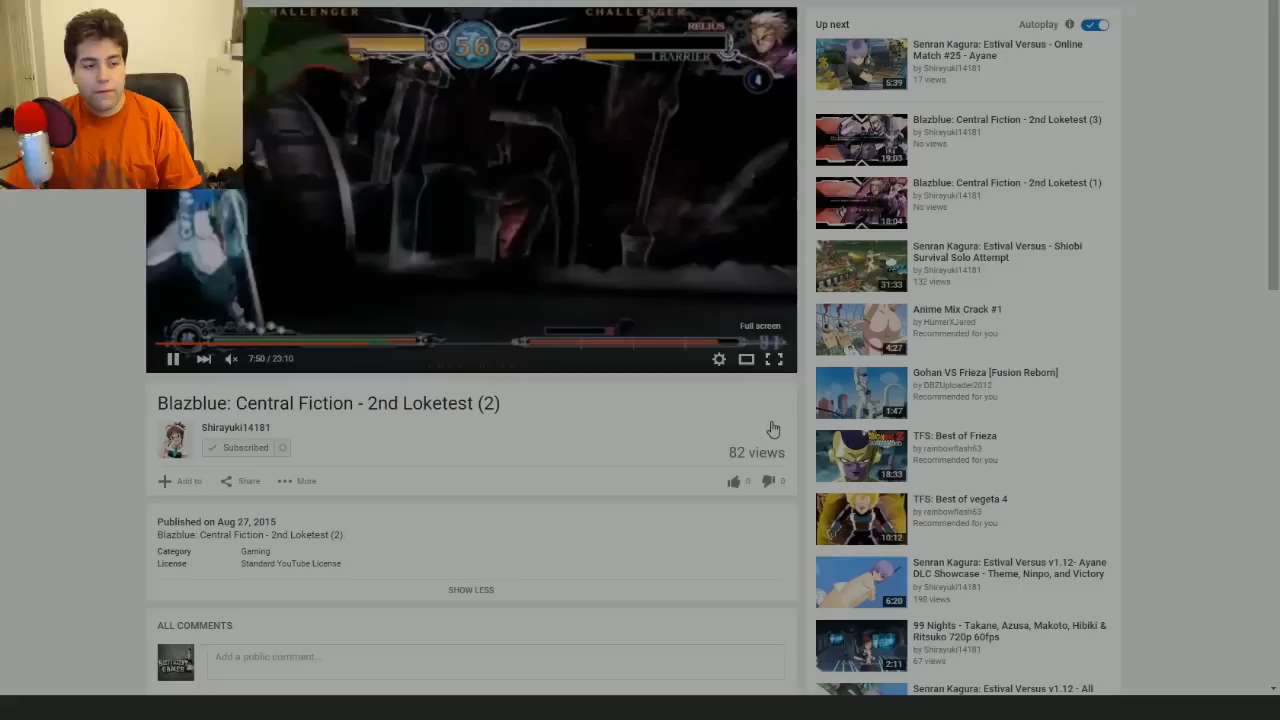 CHALLENGER
CHALLENGER
RELIUS
56
1 BARRIER
Full screen
7:50 / 23:10
Blazblue: Central Fiction - 2nd Loketest (2)
Shirayuki14181
Subscribed
82 views
Add to
Share
More
0
0
Published on Aug 27, 2015
Blazblue: Central Fiction - 2nd Loketest (2).
Category
Gaming
License
Standard YouTube License
SHOW LESS
ALL COMMENTS
Add a public comment...
Up next
Autoplay
Senran Kagura: Estival Versus - Online
Match #25 - Ayane
by Shirayuki14181
17 views
5:39
Blazblue: Central Fiction - 2nd Loketest (3)
by Shirayuki14181
No views
19:03
Blazblue: Central Fiction - 2nd Loketest (1)
by Shirayuki14181
No views
18:04
Senran Kagura: Estival Versus - Shiobi
Survival Solo Attempt
by Shirayuki14181
132 views
31:33
Anime Mix Crack #1
by HunterXJared
Recommended for you
4:27
Gohan VS Frieza [Fusion Reborn]
by DBZUploader2012
Recommended for you
1:47
TFS: Best of Frieza
by rainbowflash63
Recommended for you
18:33
TFS: Best of vegeta 4
by rainbowflash63
Recommended for you
10:12
Senran Kagura: Estival Versus v1.12- Ayane
DLC Showcase - Theme, Ninpo, and Victory
by Shirayuki14181
198 views
6:20
99 Nights - Takane, Azusa, Makoto, Hibiki &
Ritsuko 720p 60fps
by Shirayuki14181
67 views
2:11
Senran Kagura: Estival Versus v1.12 - All